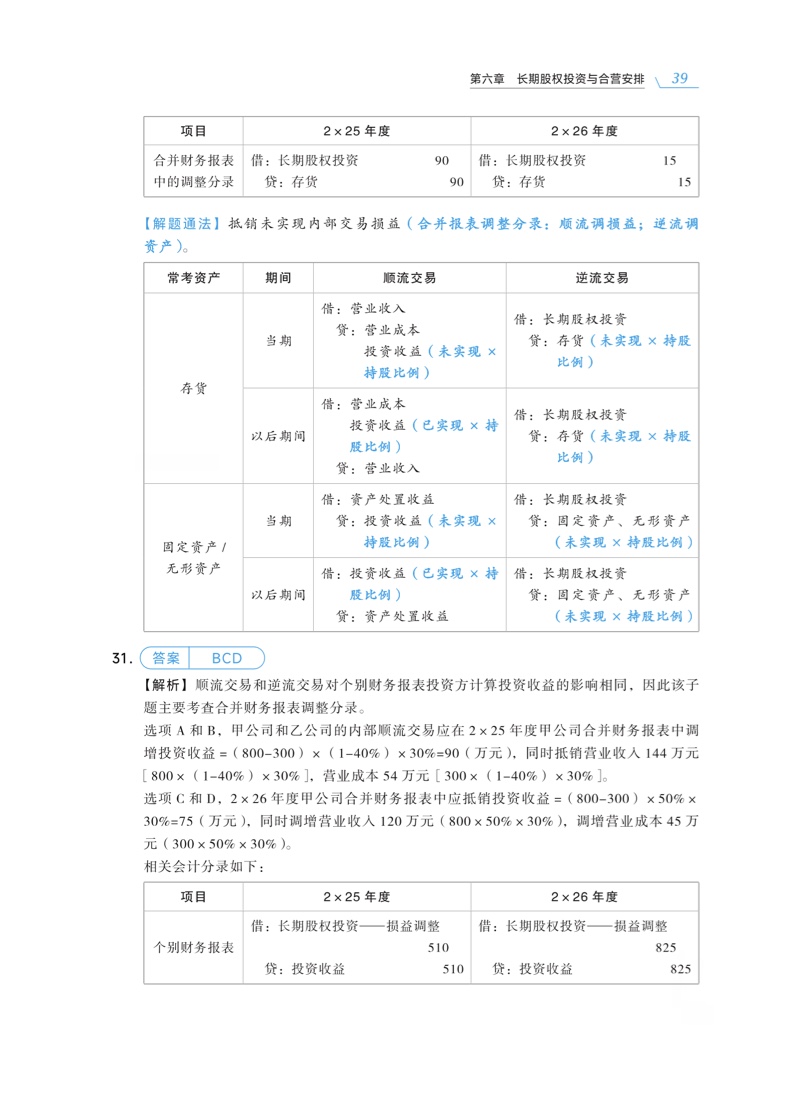 第六章 长期股权投资与合营安排 39
项目 2×25 年度 2×26 年度
合并财务报表 借：长期股权投资 90 借：长期股权投资 15
中的调整分录 贷：存货 90 贷：存货 15
【解题通法】抵销未实现内部交易损益（合并报表调整分录：顺流调损益；逆流调
资产）。
常考资产 期间 顺流交易 逆流交易
存货
当期
借：营业收入
贷：营业成本
投资收益（未实现 ×
持股比例）
借：长期股权投资
贷：存货（未实现 × 持股
比例）
以后期间
借：营业成本
投资收益（已实现 × 持
股比例）
贷：营业收入
借：长期股权投资
贷：存货（未实现 × 持股
比例）
固定资产 /
无形资产
当期
借：资产处置收益
贷：投资收益（未实现 ×
持股比例）
借：长期股权投资
贷：固定资产、无形资产
（未实现 × 持股比例）
以后期间
借：投资收益（已实现 × 持
股比例）
贷：资产处置收益
借：长期股权投资
贷：固定资产、无形资产
（未实现 × 持股比例）
31. 答案 BCD
【解析】顺流交易和逆流交易对个别财务报表投资方计算投资收益的影响相同，因此该子
题主要考查合并财务报表调整分录。
选项 A 和 B，甲公司和乙公司的内部顺流交易应在 2×25 年度甲公司合并财务报表中调
增投资收益 =（800-300）×（1-40%）×30%=90（万元），同时抵销营业收入 144 万元
［800×（1-40%）×30%］，营业成本 54 万元［300×（1-40%）×30%］。
选项 C 和 D，2×26 年度甲公司合并财务报表中应抵销投资收益 =（800-300）×50%×
30%=75（万元），同时调增营业收入 120 万元（800×50%×30%），调增营业成本 45 万
元（300×50%×30%）。
相关会计分录如下：
项目 2×25 年度 2×26 年度
个别财务报表
借：长期股权投资——损益调整
510
贷：投资收益 510
借：长期股权投资——损益调整
825
贷：投资收益 825